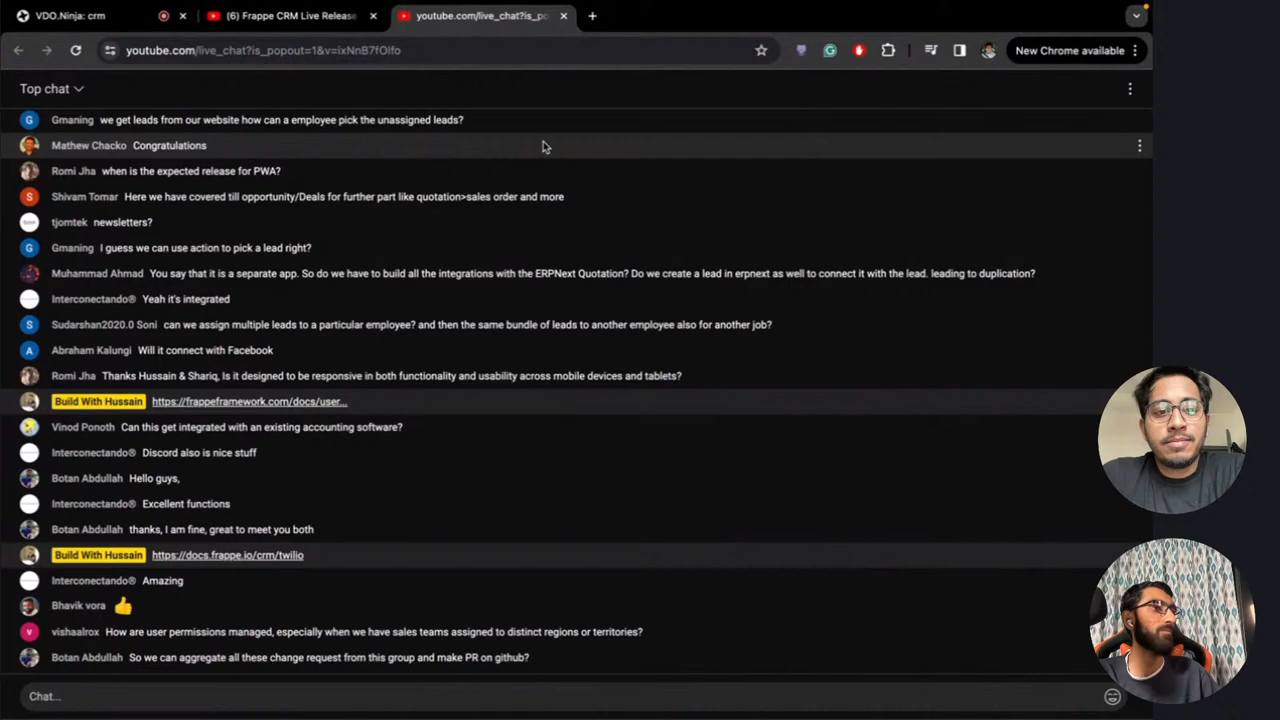 VDO.Ninja: crm
(6) Frappe CRM Live Release
youtube.com/live_chat?is_po
youtube.com/live_chat?is_popout=1&v=ixNnB7fOlfo
New Chrome available
Top chat
G Gmaning we get leads from our website how can a employee pick the unassigned leads?
Mathew Chacko Congratulations
Romi Jha when is the expected release for PWA?
S Shivam Tomar Here we have covered till opportunity/Deals for further part like quotation>sales order and more
tjomtek newsletters?
G Gmaning I guess we can use action to pick a lead right?
Muhammad Ahmad You say that it is a separate app. So do we have to build all the integrations with the ERPNext Quotation? Do we create a lead in erpnext as well to connect it with the lead. leading to duplication?
Interconectando® Yeah it's integrated
S Sudarshan2020.0 Soni can we assign multiple leads to a particular employee? and then the same bundle of leads to another employee also for another job?
A Abraham Kalungi Will it connect with Facebook
Romi Jha Thanks Hussain & Shariq, Is it designed to be responsive in both functionality and usability across mobile devices and tablets?
Build With Hussain https://frappeframework.com/docs/user...
Vinod Ponoth Can this get integrated with an existing accounting software?
Interconectando® Discord also is nice stuff
Botan Abdullah Hello guys,
Interconectando® Excellent functions
Botan Abdullah thanks, I am fine, great to meet you both
Build With Hussain https://docs.frappe.io/crm/twilio
Interconectando® Amazing
Bhavik vora 👍
v vishaalrox How are user permissions managed, especially when we have sales teams assigned to distinct regions or territories?
Botan Abdullah So we can aggregate all these change request from this group and make PR on github?
Chat...